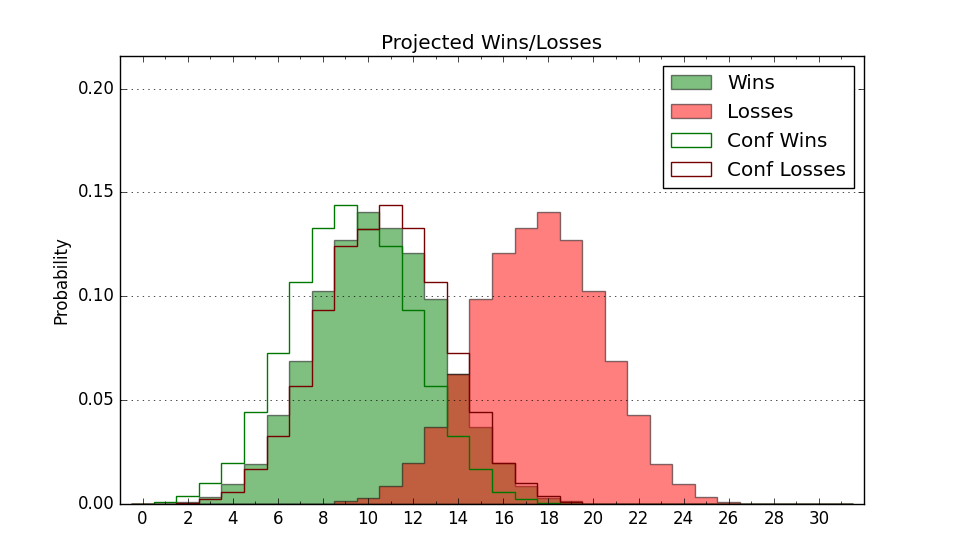 Projected Wins/Losses
Wins
Losses
Conf Wins
Conf Losses
Probability
0.20
0.15
0.10
0.05
0.00
0 2 4 6 8 10 12 14 16 18 20 22 24 26 28 30